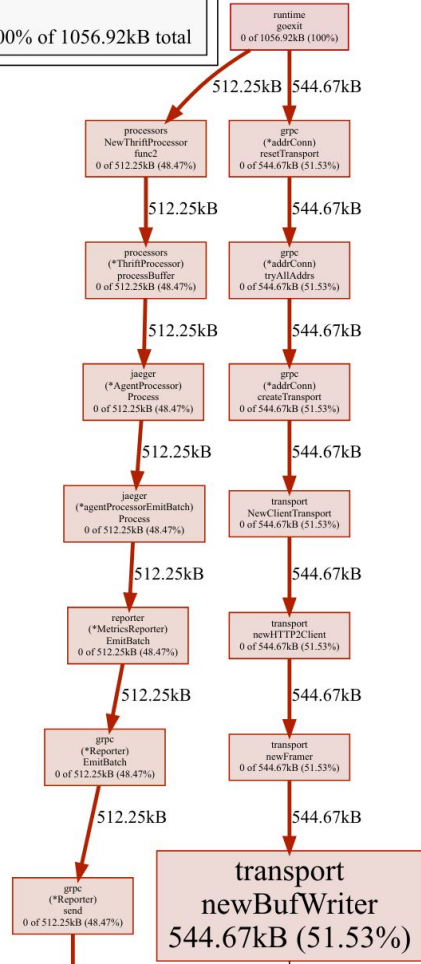 00% of 1056.92kB total
runtime
goexit
0 of 1056.92kB (100%)
512.25kB
544.67kB
processors
NewThriftProcessor
func2
0 of 512.25kB (48.47%)
grpc
(*addrConn)
resetTransport
0 of 544.67kB (51.53%)
512.25kB
544.67kB
processors
(*ThriftProcessor)
processBuffer
0 of 512.25kB (48.47%)
grpc
(*addrConn)
tryAllAddrs
0 of 544.67kB (51.53%)
512.25kB
544.67kB
jaeger
(*AgentProcessor)
Process
0 of 512.25kB (48.47%)
grpc
(*addrConn)
createTransport
0 of 544.67kB (51.53%)
512.25kB
544.67kB
jaeger
(*agentProcessorEmitBatch)
Process
0 of 512.25kB (48.47%)
transport
NewClientTransport
0 of 544.67kB (51.53%)
512.25kB
544.67kB
reporter
(*MetricsReporter)
EmitBatch
0 of 512.25kB (48.47%)
transport
newHTTP2Client
0 of 544.67kB (51.53%)
512.25kB
544.67kB
grpc
(*Reporter)
EmitBatch
0 of 512.25kB (48.47%)
transport
newFramer
0 of 544.67kB (51.53%)
512.25kB
544.67kB
grpc
(*Reporter)
send
0 of 512.25kB (48.47%)
transport
newBufWriter
544.67kB (51.53%)